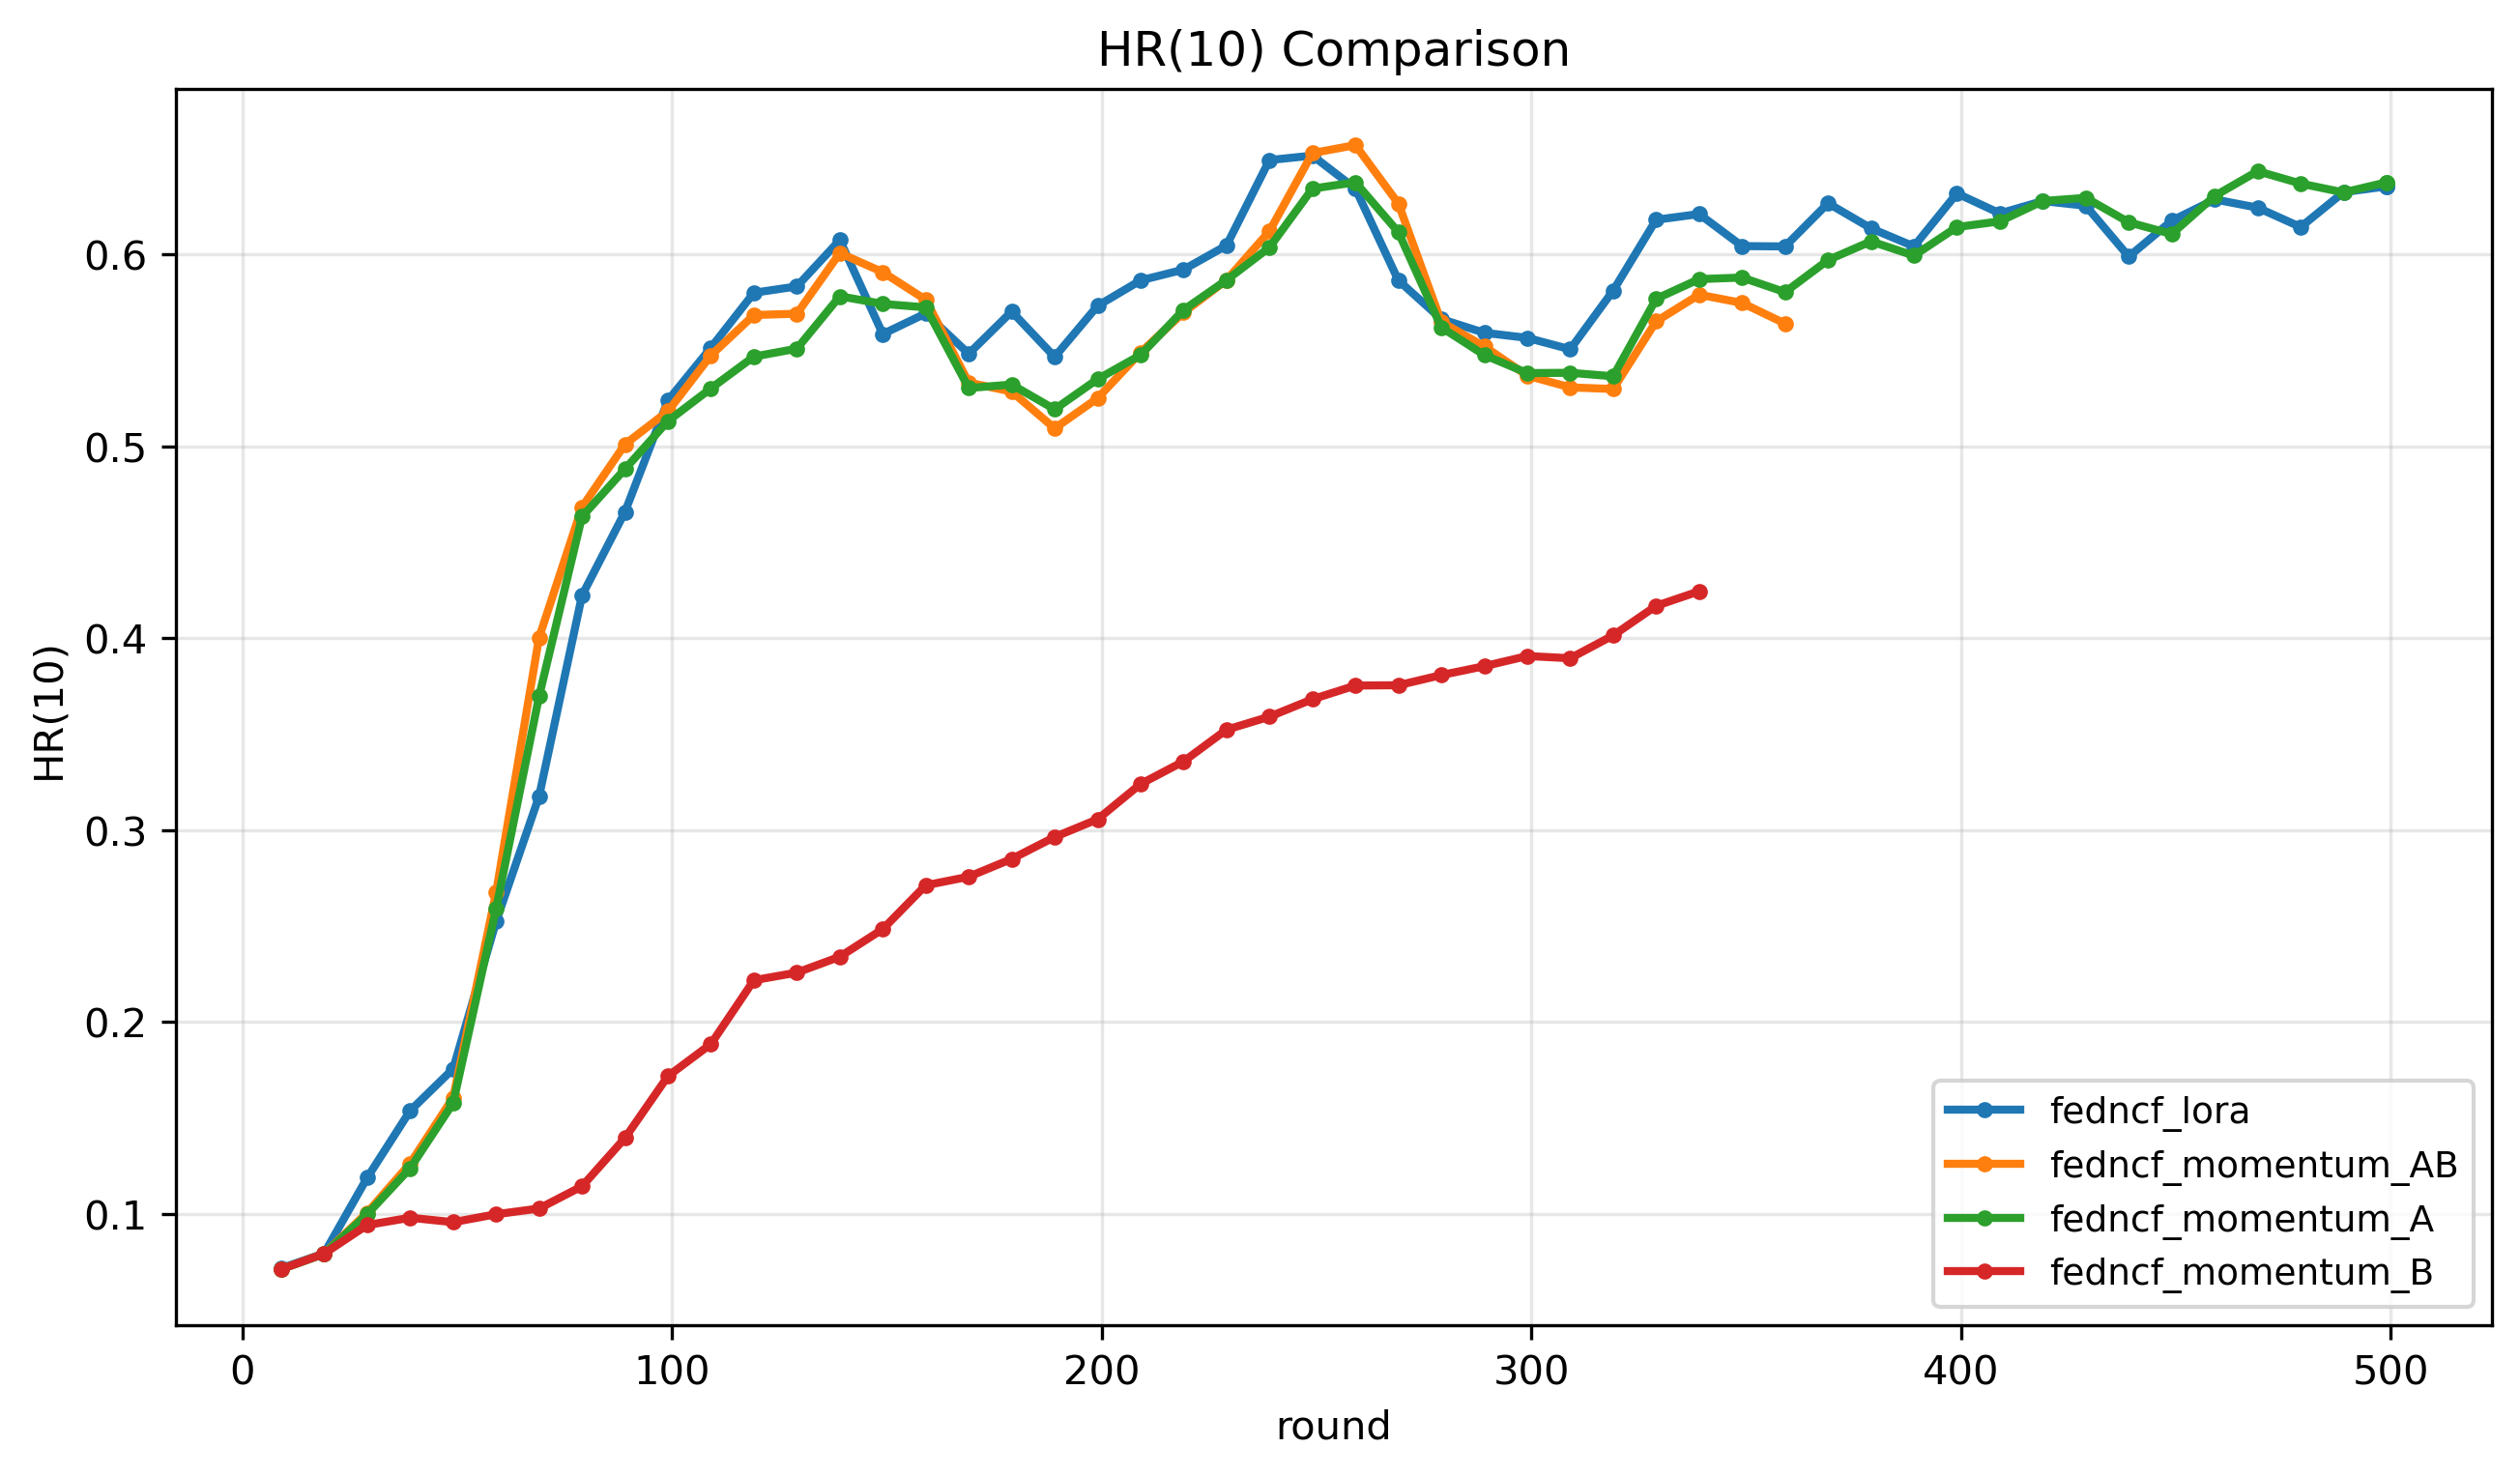 HR(10) Comparison
HR(10)
0.6
0.5
0.4
0.3
0.2
0.1
0 100 200 300 400 500
round
fedncf_lora
fedncf_momentum_AB
fedncf_momentum_A
fedncf_momentum_B